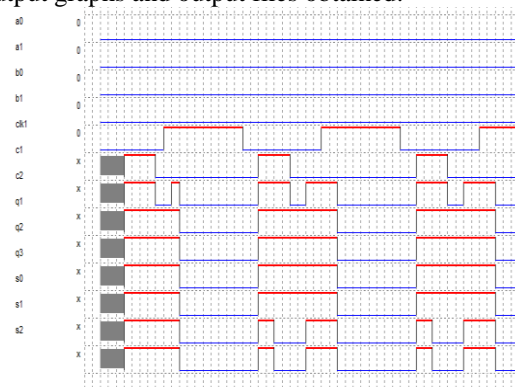 output graphs and output files obtained.
a0 0
a1 0
b0 0
b1 0
clk1 0
c1 x
c2 x
q1 x
q2 x
q3 x
s0 x
s1 x
s2 x